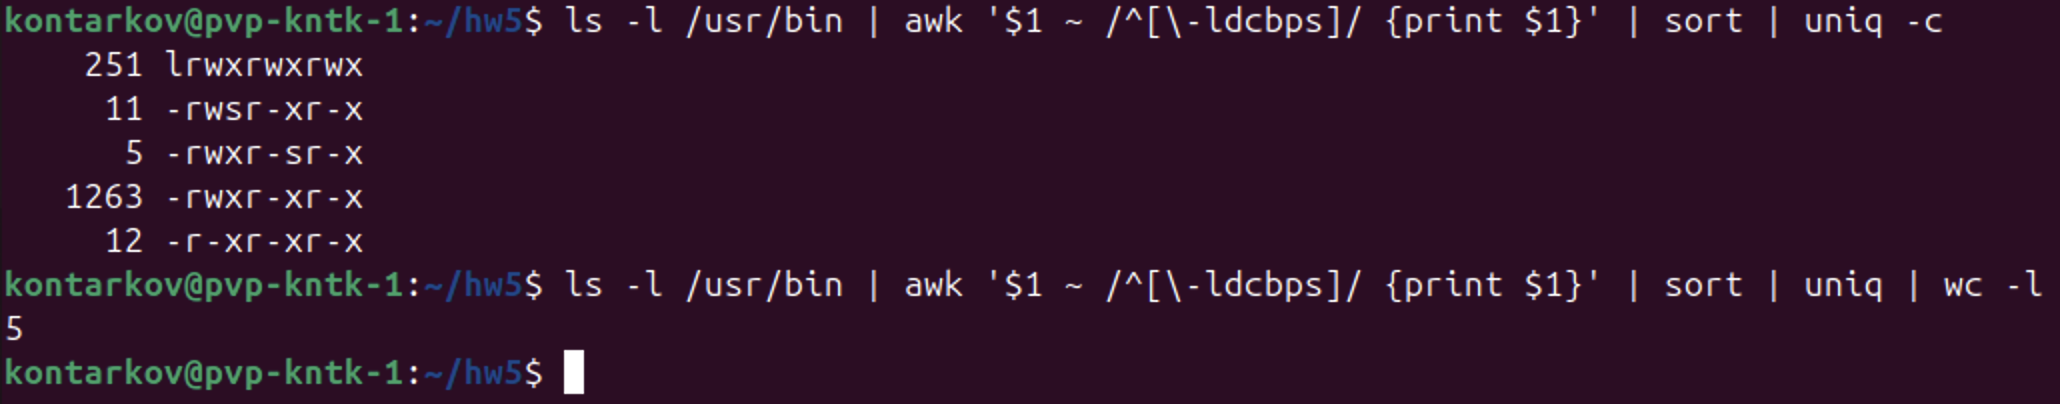 kontarkov@pvp-kntk-1:~/hw5$ ls -l /usr/bin | awk '$1 ~ /^[\-ldcbps]/ {print $1}' | sort | uniq -c
    251 lrwxrwxrwx
     11 -rwsr-xr-x
      5 -rwxr-sr-x
   1263 -rwxr-xr-x
     12 -r-xr-xr-x
kontarkov@pvp-kntk-1:~/hw5$ ls -l /usr/bin | awk '$1 ~ /^[\-ldcbps]/ {print $1}' | sort | uniq | wc -l
5
kontarkov@pvp-kntk-1:~/hw5$